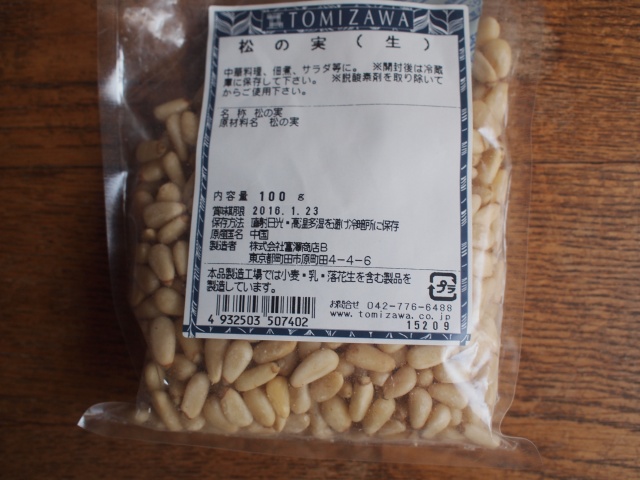 TOMIZAWA
松の実(生)
中華料理、佃煮、サラダ等に。 ※開封後は冷蔵
庫に保存して下さい。 ※脱酸素剤を取り除いて
からご使用下さい。
名 称 松の実
原材料名 松の実
内容量 100 g
賞味期限 2016.1.23
保存方法 直射日光・高温多湿を避け冷暗所に保存
原産国名 中国
製造者 株式会社富澤商店B
東京都町田市原町田4-4-6
本品製造工場では小麦・乳・落花生を含む製品を
製造しています。
プラ
お問合せ 042-776-6488
www.tomizawa.co.jp
4 932503 507402
15209